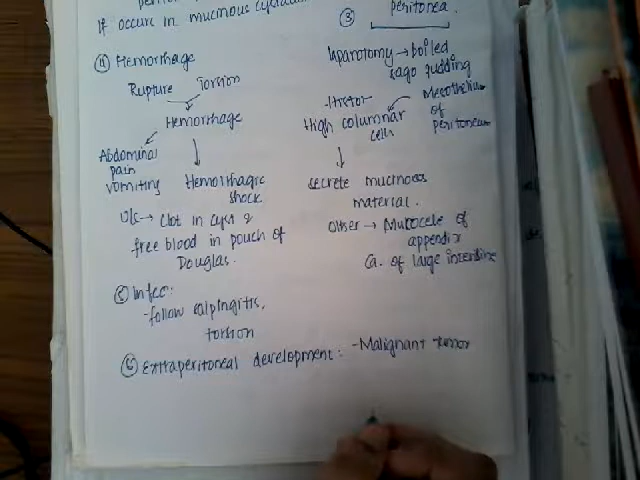 If occur in mucinous
③ peritonea.
④ Hemorrhage
Rupture Torsion
Hemorrhage
Abdominal
pain
vomiting
Hemorrhagic
shock.
U/S→ Clot in cyst &
free blood in pouch of
Douglas.
⑤ Infec:
-follow salpingitis,
torsion
Laparotomy → boiled
sago pudding
-Histor
High columnar
cells
Mesothelium
of
peritoneum
secrete mucinous
material.
Other → Mucocele of
appendix
Ca. of large intestine
⑥ Extraperitoneal development: -Malignant tumor